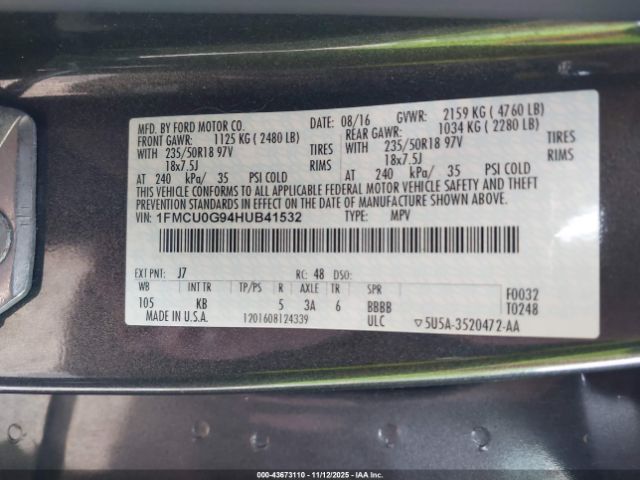 MFD. BY FORD MOTOR CO. DATE: 08/16 GVWR: 2159 KG ( 4760 LB)
FRONT GAWR: 1125 KG ( 2480 LB) REAR GAWR: 1034 KG ( 2280 LB)
WITH 235/50R18 97V TIRES WITH 235/50R18 97V TIRES
18x7.5J RIMS 18x7.5J RIMS
AT 240 kPa/ 35 PSI COLD AT 240 kPa/ 35 PSI COLD
THIS VEHICLE CONFORMS TO ALL APPLICABLE FEDERAL MOTOR VEHICLE SAFETY AND THEFT
PREVENTION STANDARDS IN EFFECT ON THE DATE OF MANUFACTURE SHOWN ABOVE.
VIN: 1FMCU0G94HUB41532 TYPE: MPV
EXT PNT: J7 RC: 48 DSO:
WB INT TR TP/PS R AXLE TR SPR F0032
105 KB 5 3A 6 BBBB T0248
MADE IN U.S.A. 1201608124339 ULC ▽5U5A-3520472-AA
000-43673110 - 11/12/2025 - IAAI.COM